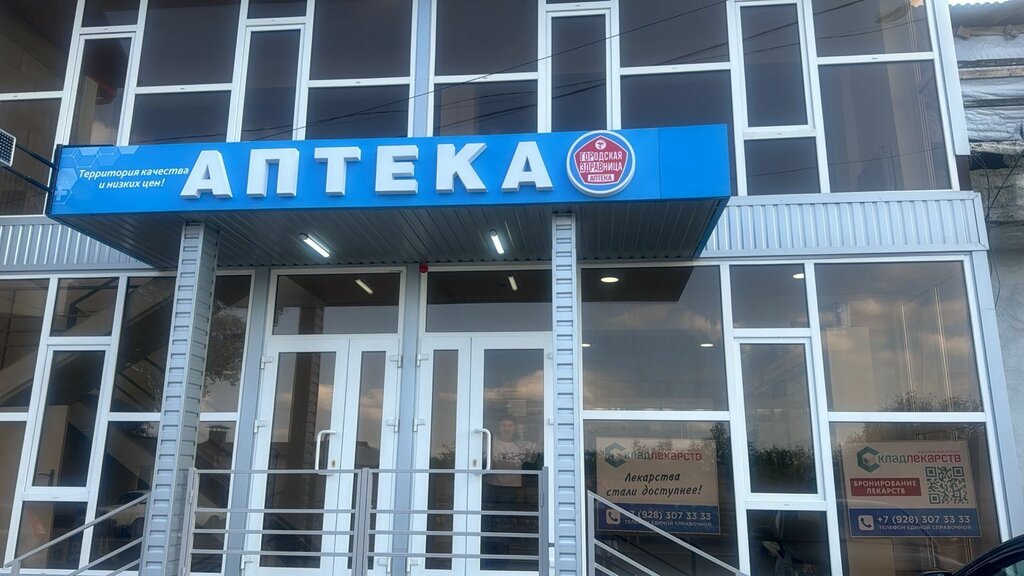 Территория качества
и низких цен!
АПТЕКА
ГОРОДСКАЯ
ЗДРАВНИЦА
АПТЕКА
СКЛАДЛЕКАРСТВ
Лекарства
стали доступнее!
+7 (928) 307 33 33
ТЕЛЕФОН ЕДИНОЙ СПРАВОЧНОЙ
СКЛАДЛЕКАРСТВ
БРОНИРОВАНИЕ
ЛЕКАРСТВ
+7 (928) 307 33 33
ТЕЛЕФОН ЕДИНОЙ СПРАВОЧНОЙ